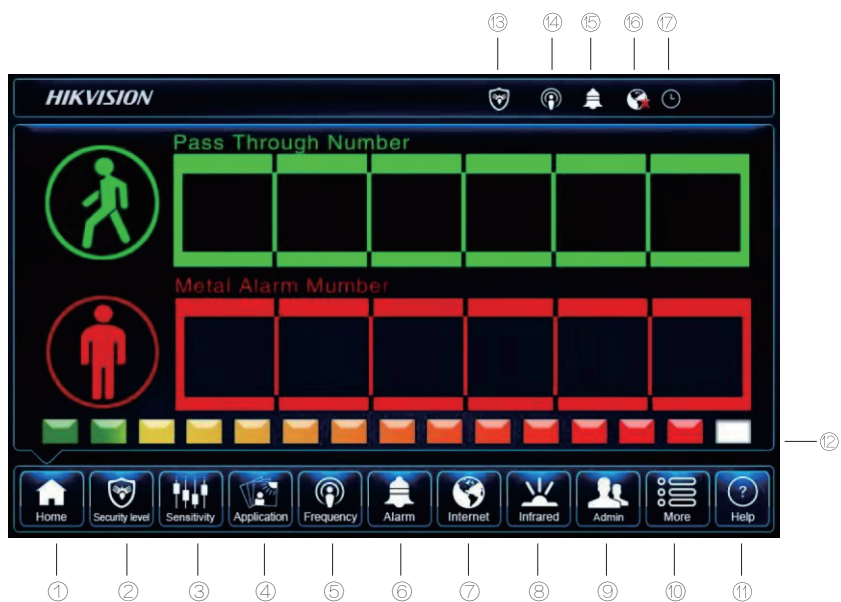 ⑬ ⑭ ⑮ ⑯ ⑰
HIKVISION
Pass Through Number
Metal Alarm Mumber
⑫
Home Security level Sensitivity Application Frequency Alarm Internet Infrared Admin More ? Help
① ② ③ ④ ⑤ ⑥ ⑦ ⑧ ⑨ ⑩ ⑪